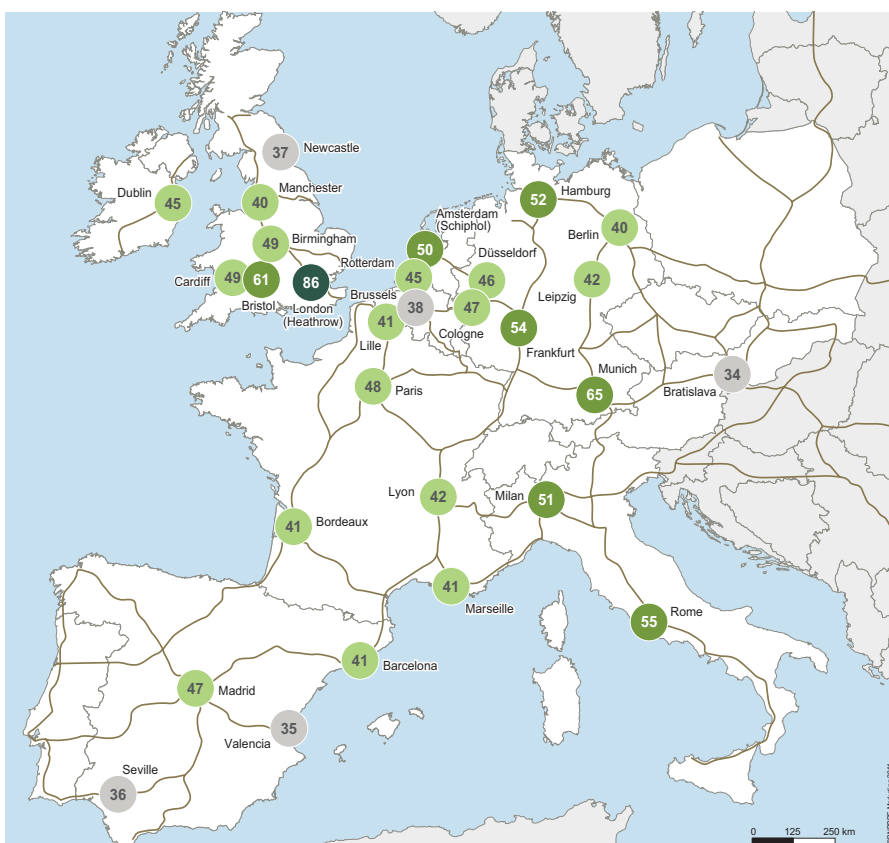 37
Newcastle
Dublin
45
Manchester
40
Birmingham
49
Cardiff
49
61
Bristol
86
London
(Heathrow)
Amsterdam
(Schiphol)
50
Rotterdam
45
Brussels
38
41
Lille
Düsseldorf
46
47
Cologne
52
Hamburg
Berlin
40
42
Leipzig
54
Frankfurt
Munich
65
34
Bratislava
48
Paris
Lyon
42
Milan
51
41
Bordeaux
41
Marseille
55
Rome
41
Barcelona
47
Madrid
35
Valencia
Seville
36
0 125 250 km